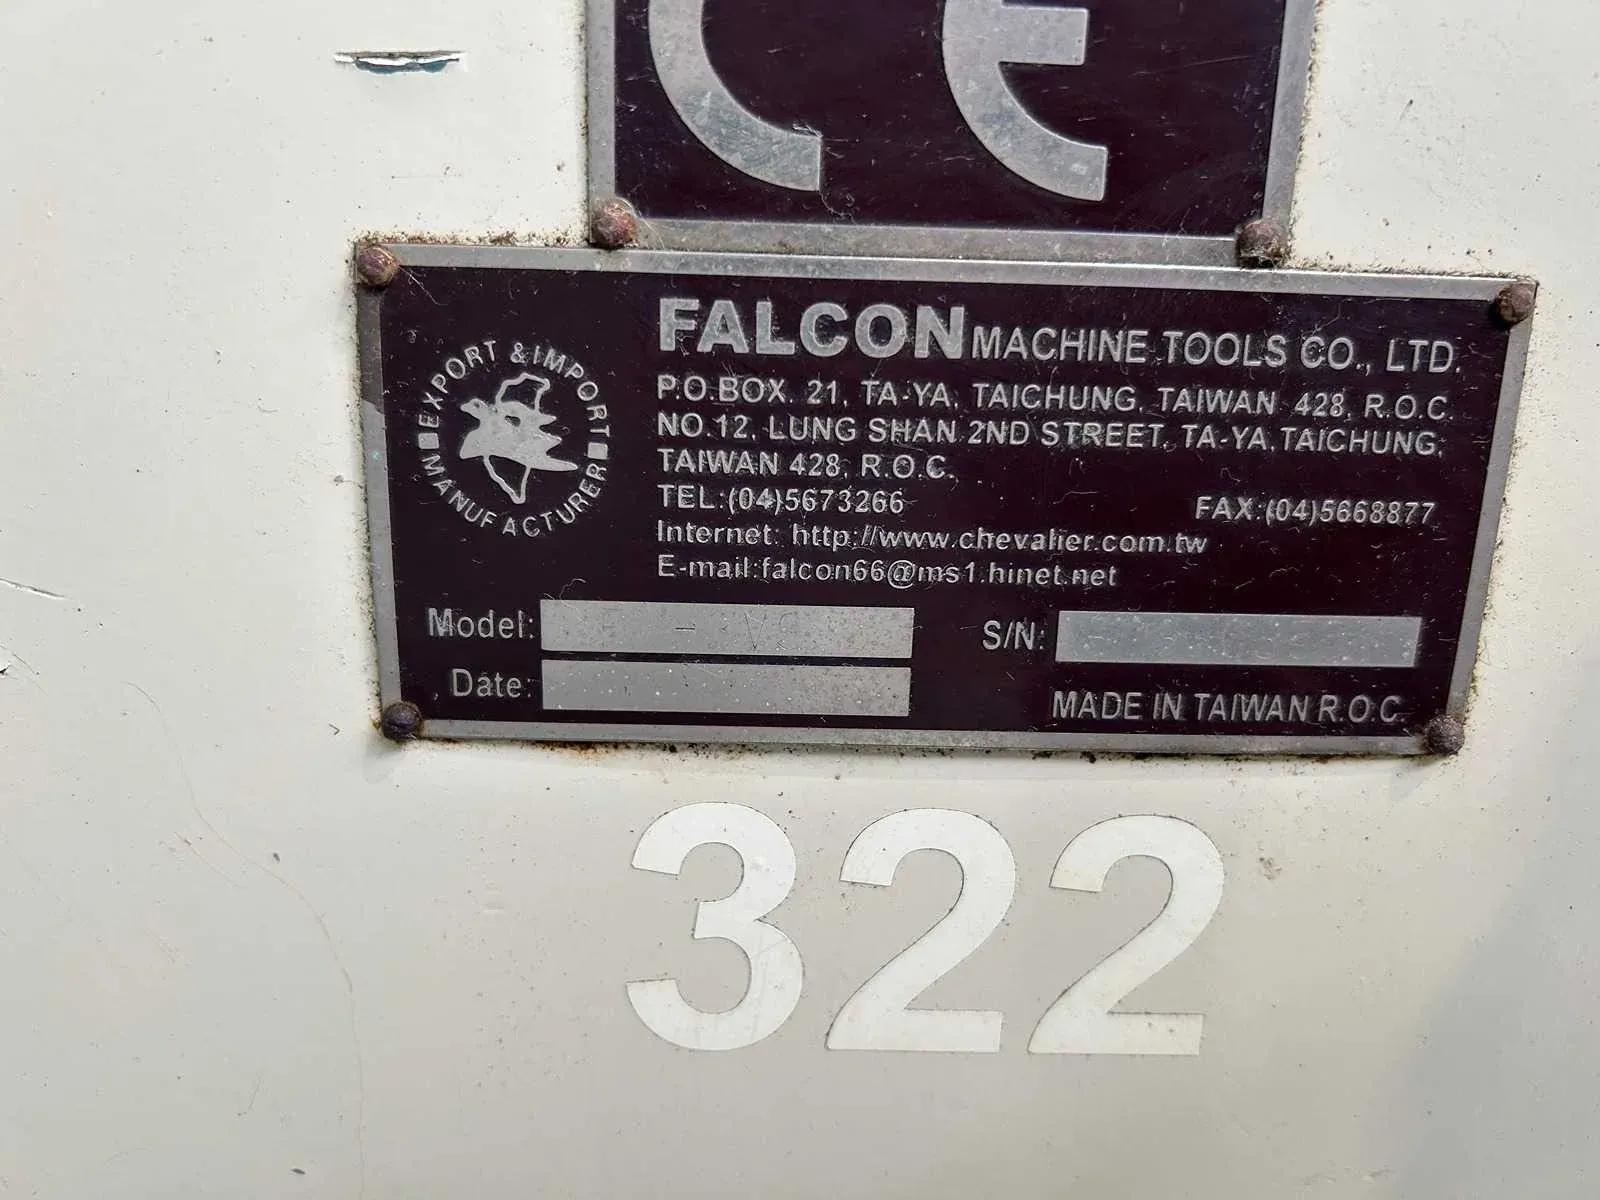 CE
EXPORT & IMPORT
MANUFACTURER
FALCON MACHINE TOOLS CO., LTD.
P.O.BOX. 21, TA-YA, TAICHUNG, TAIWAN 428, R.O.C.
NO.12, LUNG SHAN 2ND STREET, TA-YA, TAICHUNG,
TAIWAN 428, R.O.C.
TEL:(04)5673266 FAX:(04)5668877
Internet: http://www.chevalier.com.tw
E-mail:falcon66@ms1.hinet.net
Model: S/N:
Date:
MADE IN TAIWAN R.O.C.
322